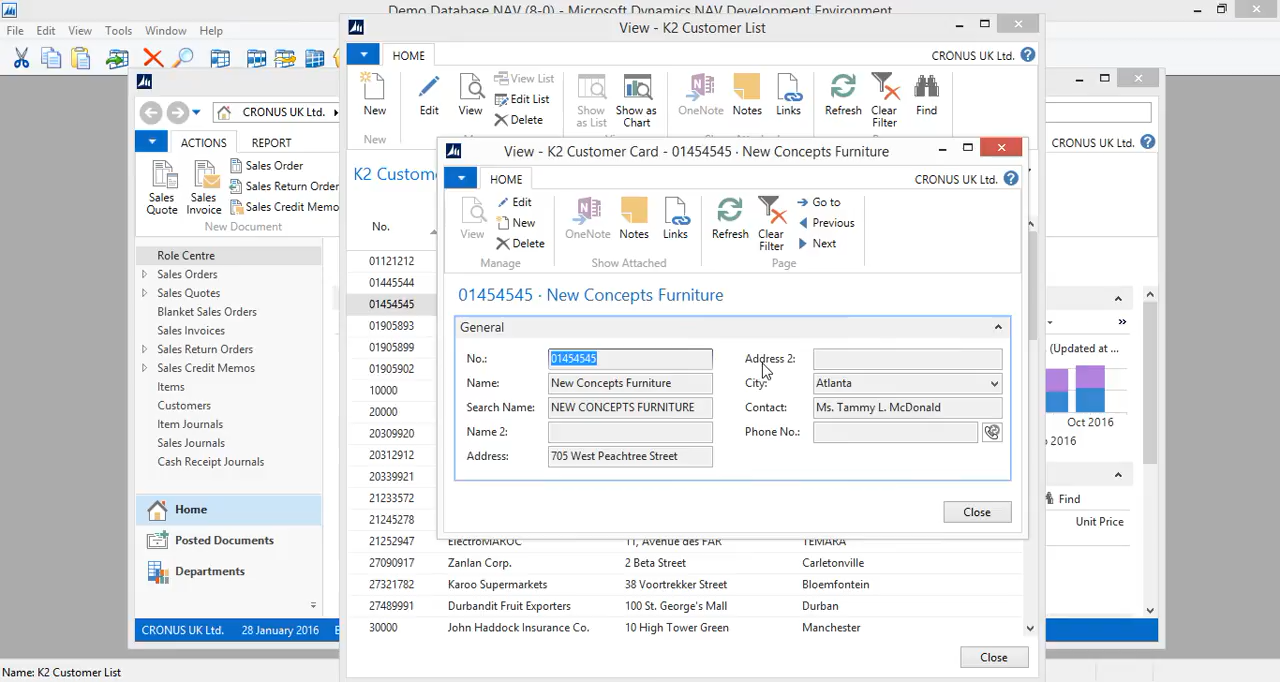 Demo Database NAV (8-0) - Microsoft Dynamics NAV Development Environment
File Edit View Tools Window Help
View - K2 Customer List
HOME
CRONUS UK Ltd.
New
Edit
View
View List
Edit List
Delete
Show as List
Show as Chart
OneNote
Notes
Links
Refresh
Clear Filter
Find
New
CRONUS UK Ltd.
ACTIONS REPORT
CRONUS UK Ltd.
Sales Quote
Sales Invoice
Sales Order
Sales Return Order
Sales Credit Memo
New Document
Role Centre
Sales Orders
Sales Quotes
Blanket Sales Orders
Sales Invoices
Sales Return Orders
Sales Credit Memos
Items
Customers
Item Journals
Sales Journals
Cash Receipt Journals
Home
Posted Documents
Departments
CRONUS UK Ltd. 28 January 2016
Name: K2 Customer List
K2 Custome
No.
01121212
01445544
01454545
01905893
01905899
01905902
10000
20000
20309920
20312912
20339921
21233572
21245278
21252947 ElectroMAROC 11, Avenue des FAR TEMARA
27090917 Zanlan Corp. 2 Beta Street Carletonville
27321782 Karoo Supermarkets 38 Voortrekker Street Bloemfontein
27489991 Durbandit Fruit Exporters 100 St. George's Mall Durban
30000 John Haddock Insurance Co. 10 High Tower Green Manchester
Close
View - K2 Customer Card - 01454545 · New Concepts Furniture
HOME
CRONUS UK Ltd.
View
Edit
New
Delete
Manage
OneNote
Notes
Links
Show Attached
Refresh
Clear Filter
Go to
Previous
Next
Page
01454545 · New Concepts Furniture
General
No.: 01454545
Name: New Concepts Furniture
Search Name: NEW CONCEPTS FURNITURE
Name 2:
Address: 705 West Peachtree Street
Address 2:
City: Atlanta
Contact: Ms. Tammy L. McDonald
Phone No.:
Close
(Updated at ...
Oct 2016
2016
Find
Unit Price